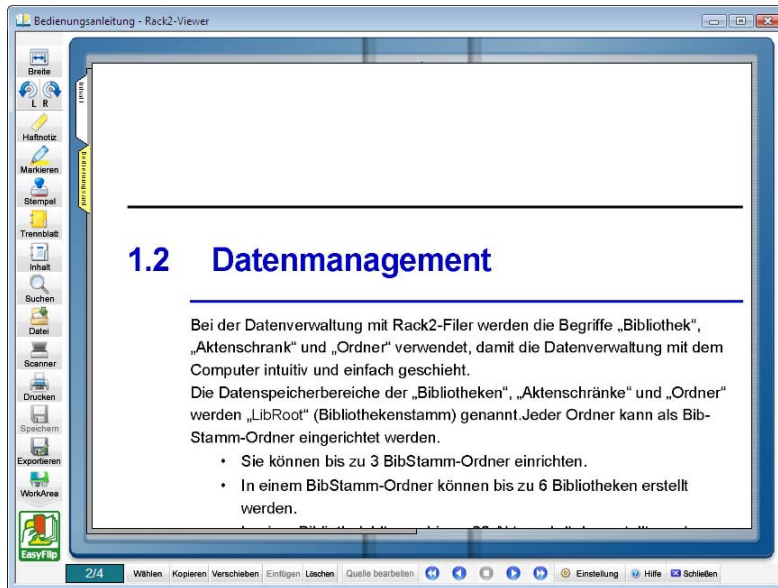 Bedienungsanleitung - Rack2-Viewer
Breite
L R
Haftnotiz
Markieren
Stempel
Trennblatt
Inhalt
Suchen
Datei
Scanner
Drucken
Speichern
Exportieren
WorkArea
EasyFlip
Inhalt
1.2 Datenmanagement
Bei der Datenverwaltung mit Rack2-Filer werden die Begriffe „Bibliothek“,
„Aktenschrank“ und „Ordner“ verwendet, damit die Datenverwaltung mit dem
Computer intuitiv und einfach geschieht.
Die Datenspeicherbereiche der „Bibliotheken“, „Aktenschränke“ und „Ordner“
werden „LibRoot“ (Bibliothekenstamm) genannt.Jeder Ordner kann als Bib-
Stamm-Ordner eingerichtet werden.
• Sie können bis zu 3 BibStamm-Ordner einrichten.
• In einem BibStamm-Ordner können bis zu 6 Bibliotheken erstellt
werden.
2/4 Wählen Kopieren Verschieben Einfügen Löschen Quelle bearbeiten Einstellung Hilfe Schließen